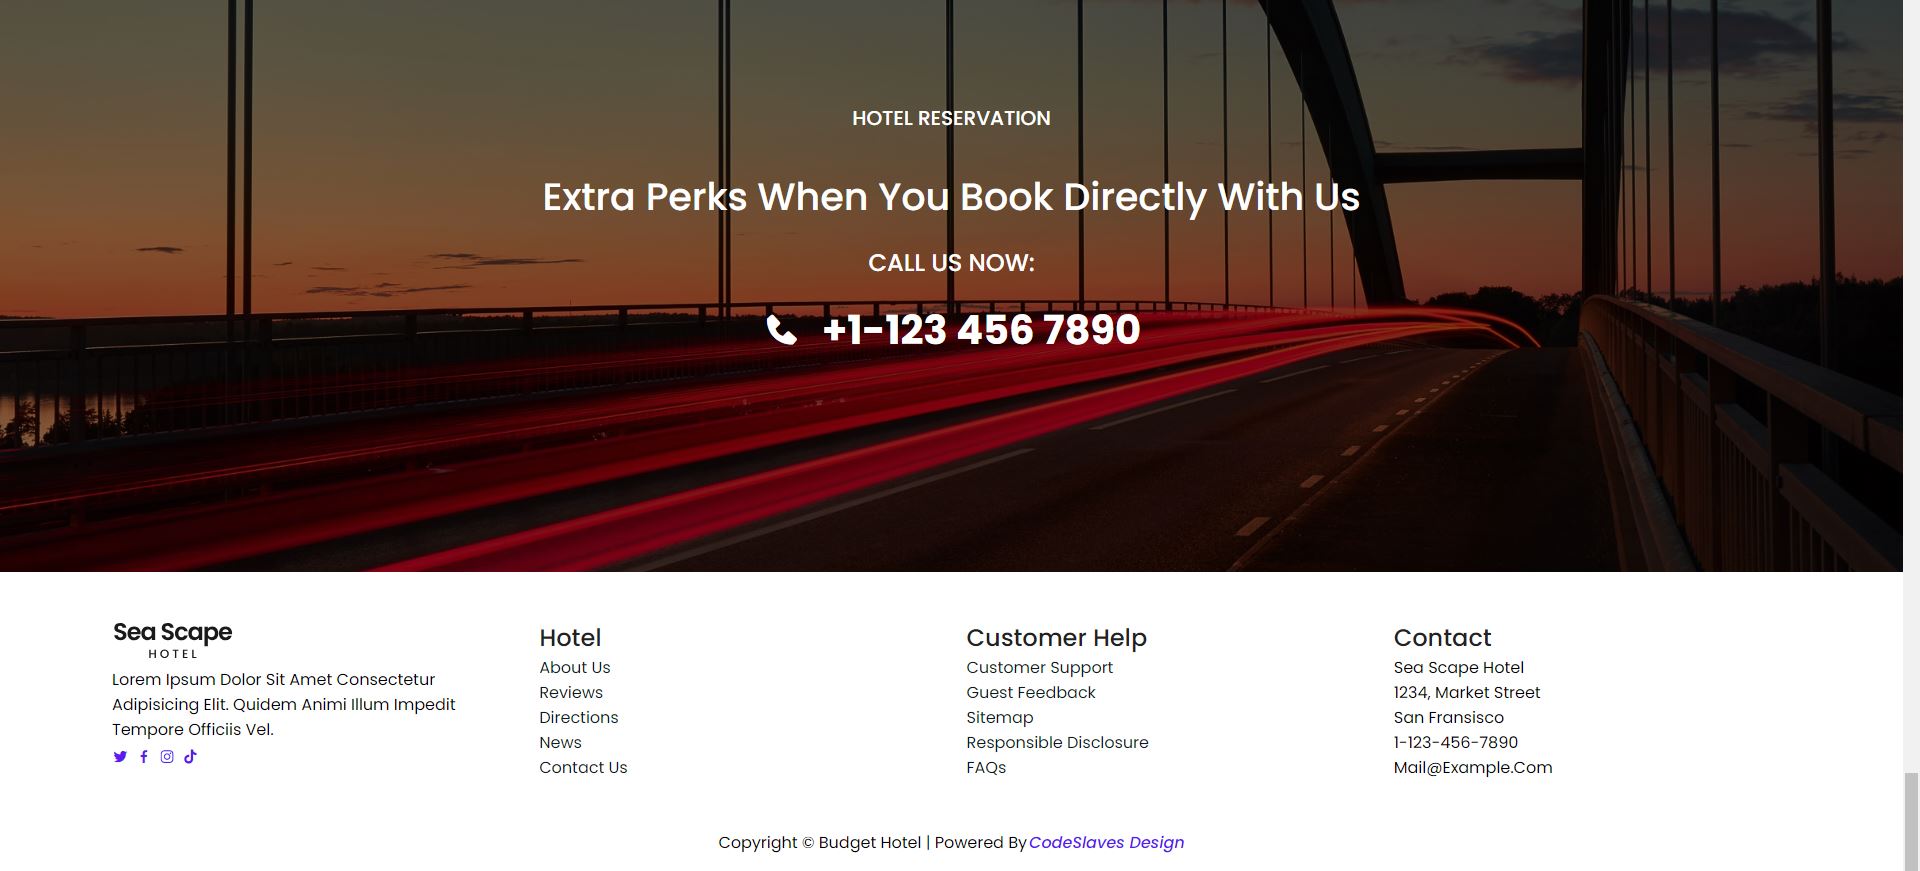 HOTEL RESERVATION
Extra Perks When You Book Directly With Us
CALL US NOW:
+1-123 456 7890
Sea Scape
HOTEL
Lorem Ipsum Dolor Sit Amet Consectetur
Adipisicing Elit. Quidem Animi Illum Impedit
Tempore Officiis Vel.
Hotel
About Us
Reviews
Directions
News
Contact Us
Customer Help
Customer Support
Guest Feedback
Sitemap
Responsible Disclosure
FAQs
Contact
Sea Scape Hotel
1234, Market Street
San Fransisco
1-123-456-7890
Mail@Example.Com
Copyright © Budget Hotel | Powered By CodeSlaves Design